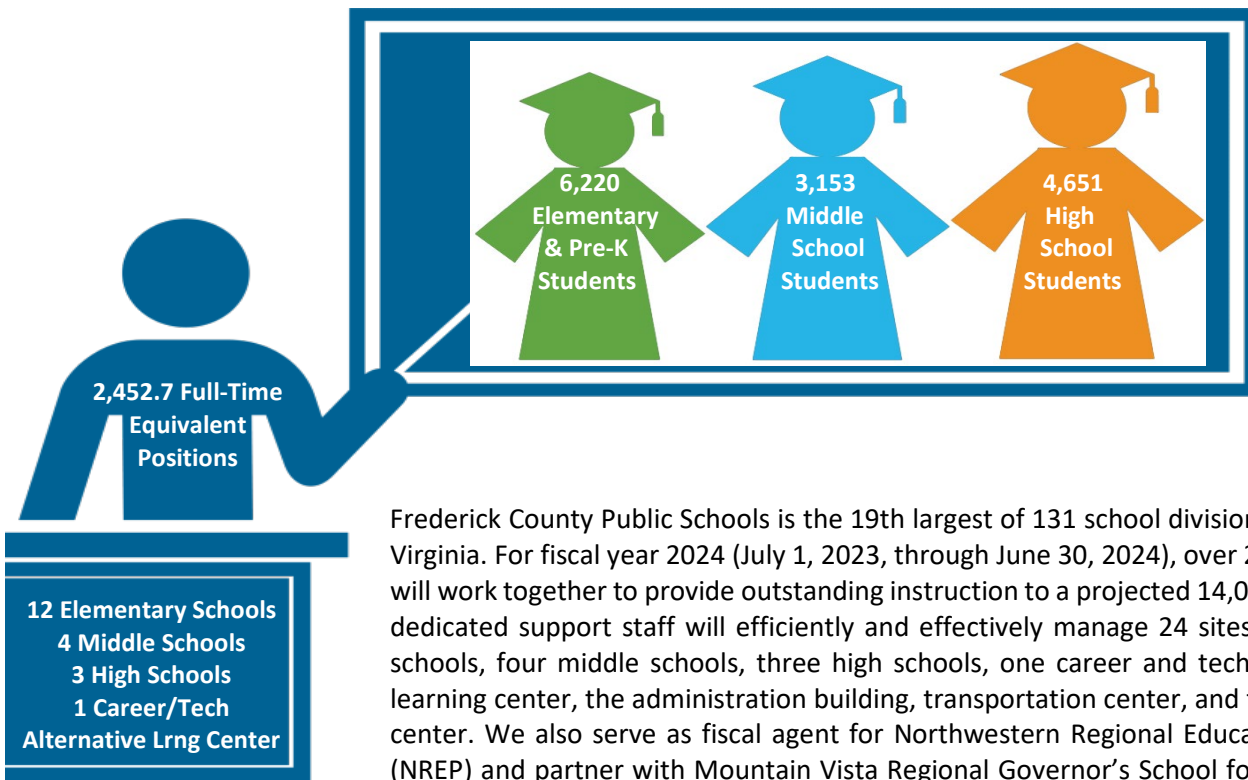 6,220
Elementary
& Pre-K
Students
3,153
Middle
School
Students
4,651
High
School
Students
2,452.7 Full-Time
Equivalent
Positions
12 Elementary Schools
4 Middle Schools
3 High Schools
1 Career/Tech
Alternative Lrng Center
Frederick County Public Schools is the 19th largest of 131 school division
Virginia. For fiscal year 2024 (July 1, 2023, through June 30, 2024), over 2
will work together to provide outstanding instruction to a projected 14,0
dedicated support staff will efficiently and effectively manage 24 sites
schools, four middle schools, three high schools, one career and tech
learning center, the administration building, transportation center, and
center. We also serve as fiscal agent for Northwestern Regional Educa
(NREP) and partner with Mountain Vista Regional Governor's School fo